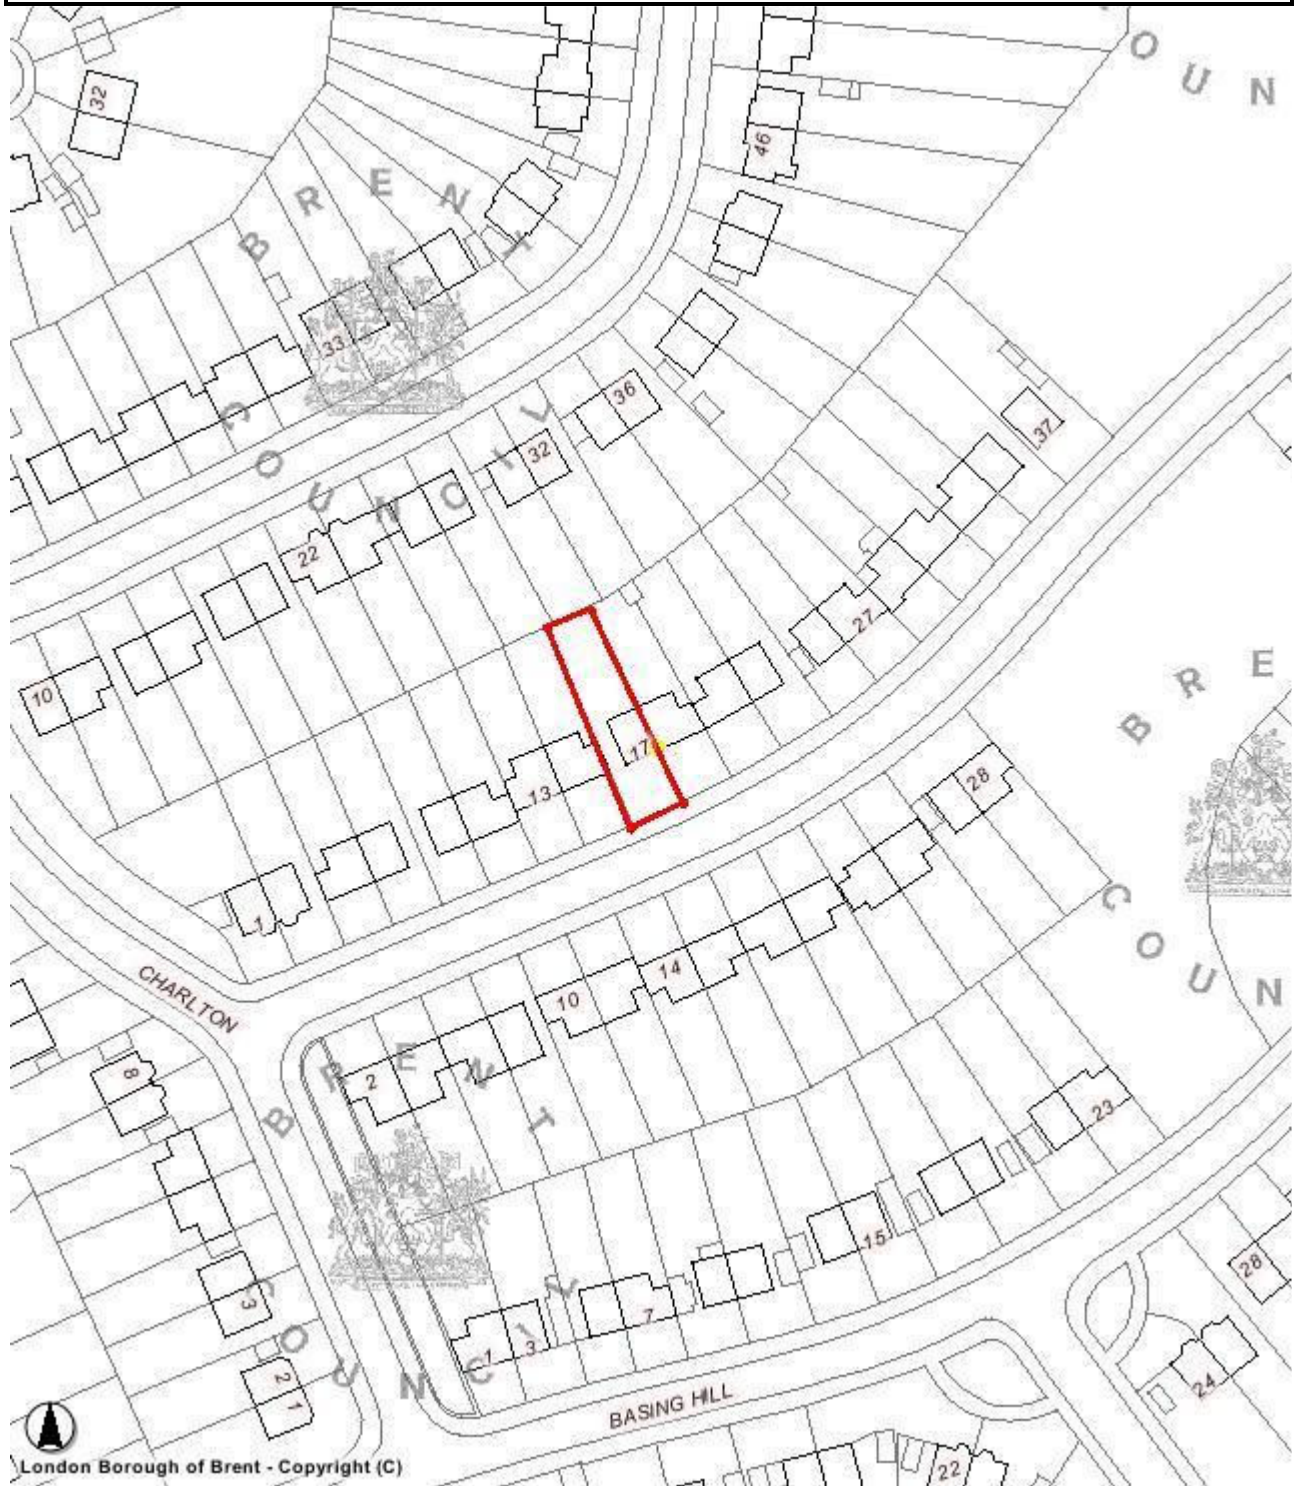 O U N
32
46
B R E N T
33
C O U N C I L
36
32
22
10
37
27
17
13
1
B R E
28
C O U N
14
10
2
CHARLTON
8
B R E N T
23
15
7
3
1
3
2
1
C O U N C I L
28
24
BASING HILL
22
London Borough of Brent - Copyright (C)